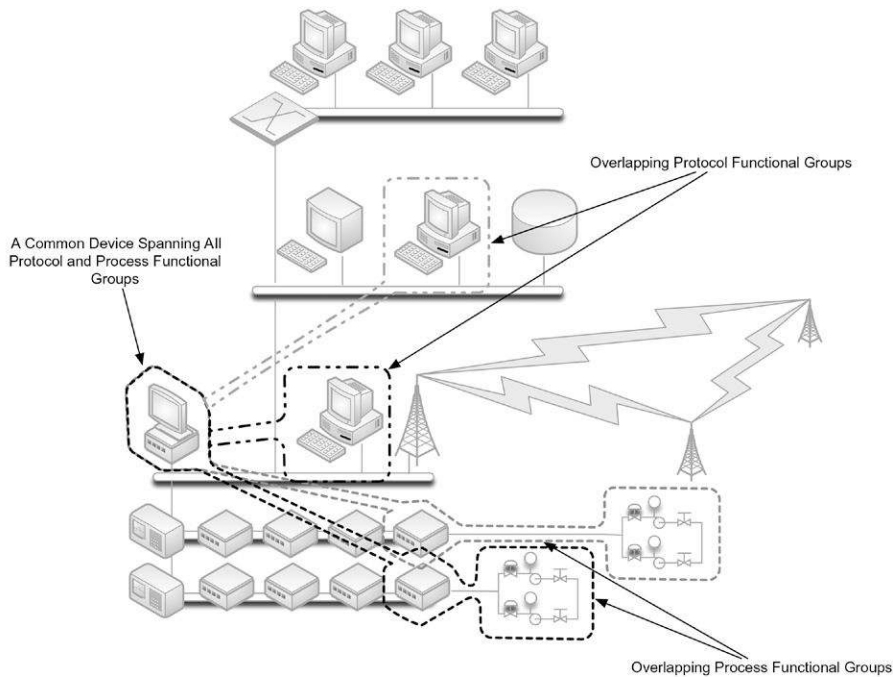 Overlapping Protocol Functional Groups
A Common Device Spanning All
Protocol and Process Functional
Groups
Overlapping Process Functional Groups